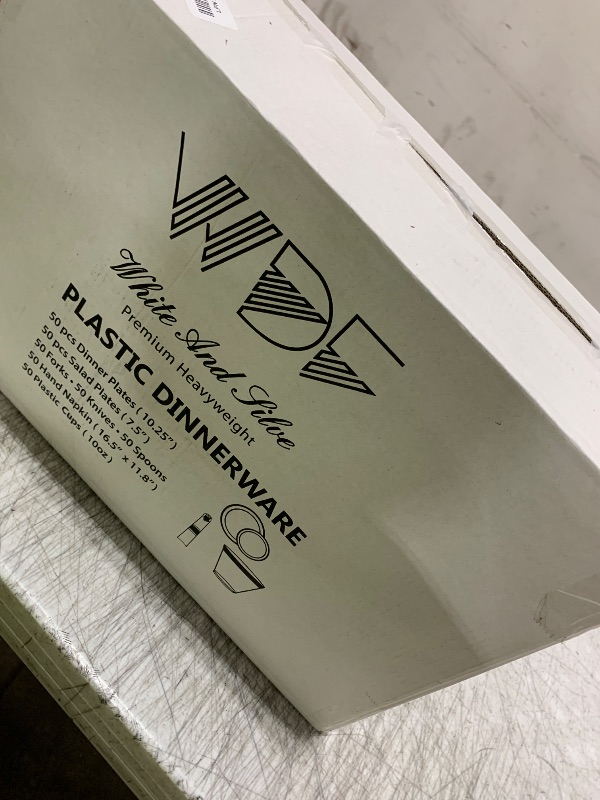 WDS
White And Silve
Premium Heavyweight
PLASTIC DINNERWARE
50 pcs Dinner Plates ( 10.25")
50 Pcs Salad Plates ( 7.5")
50 Forks • 50 Knives • 50 Spoons
50 Hand Napkin ( 16.5" x 11.8" )
50 Plastic Cups ( 10oz )